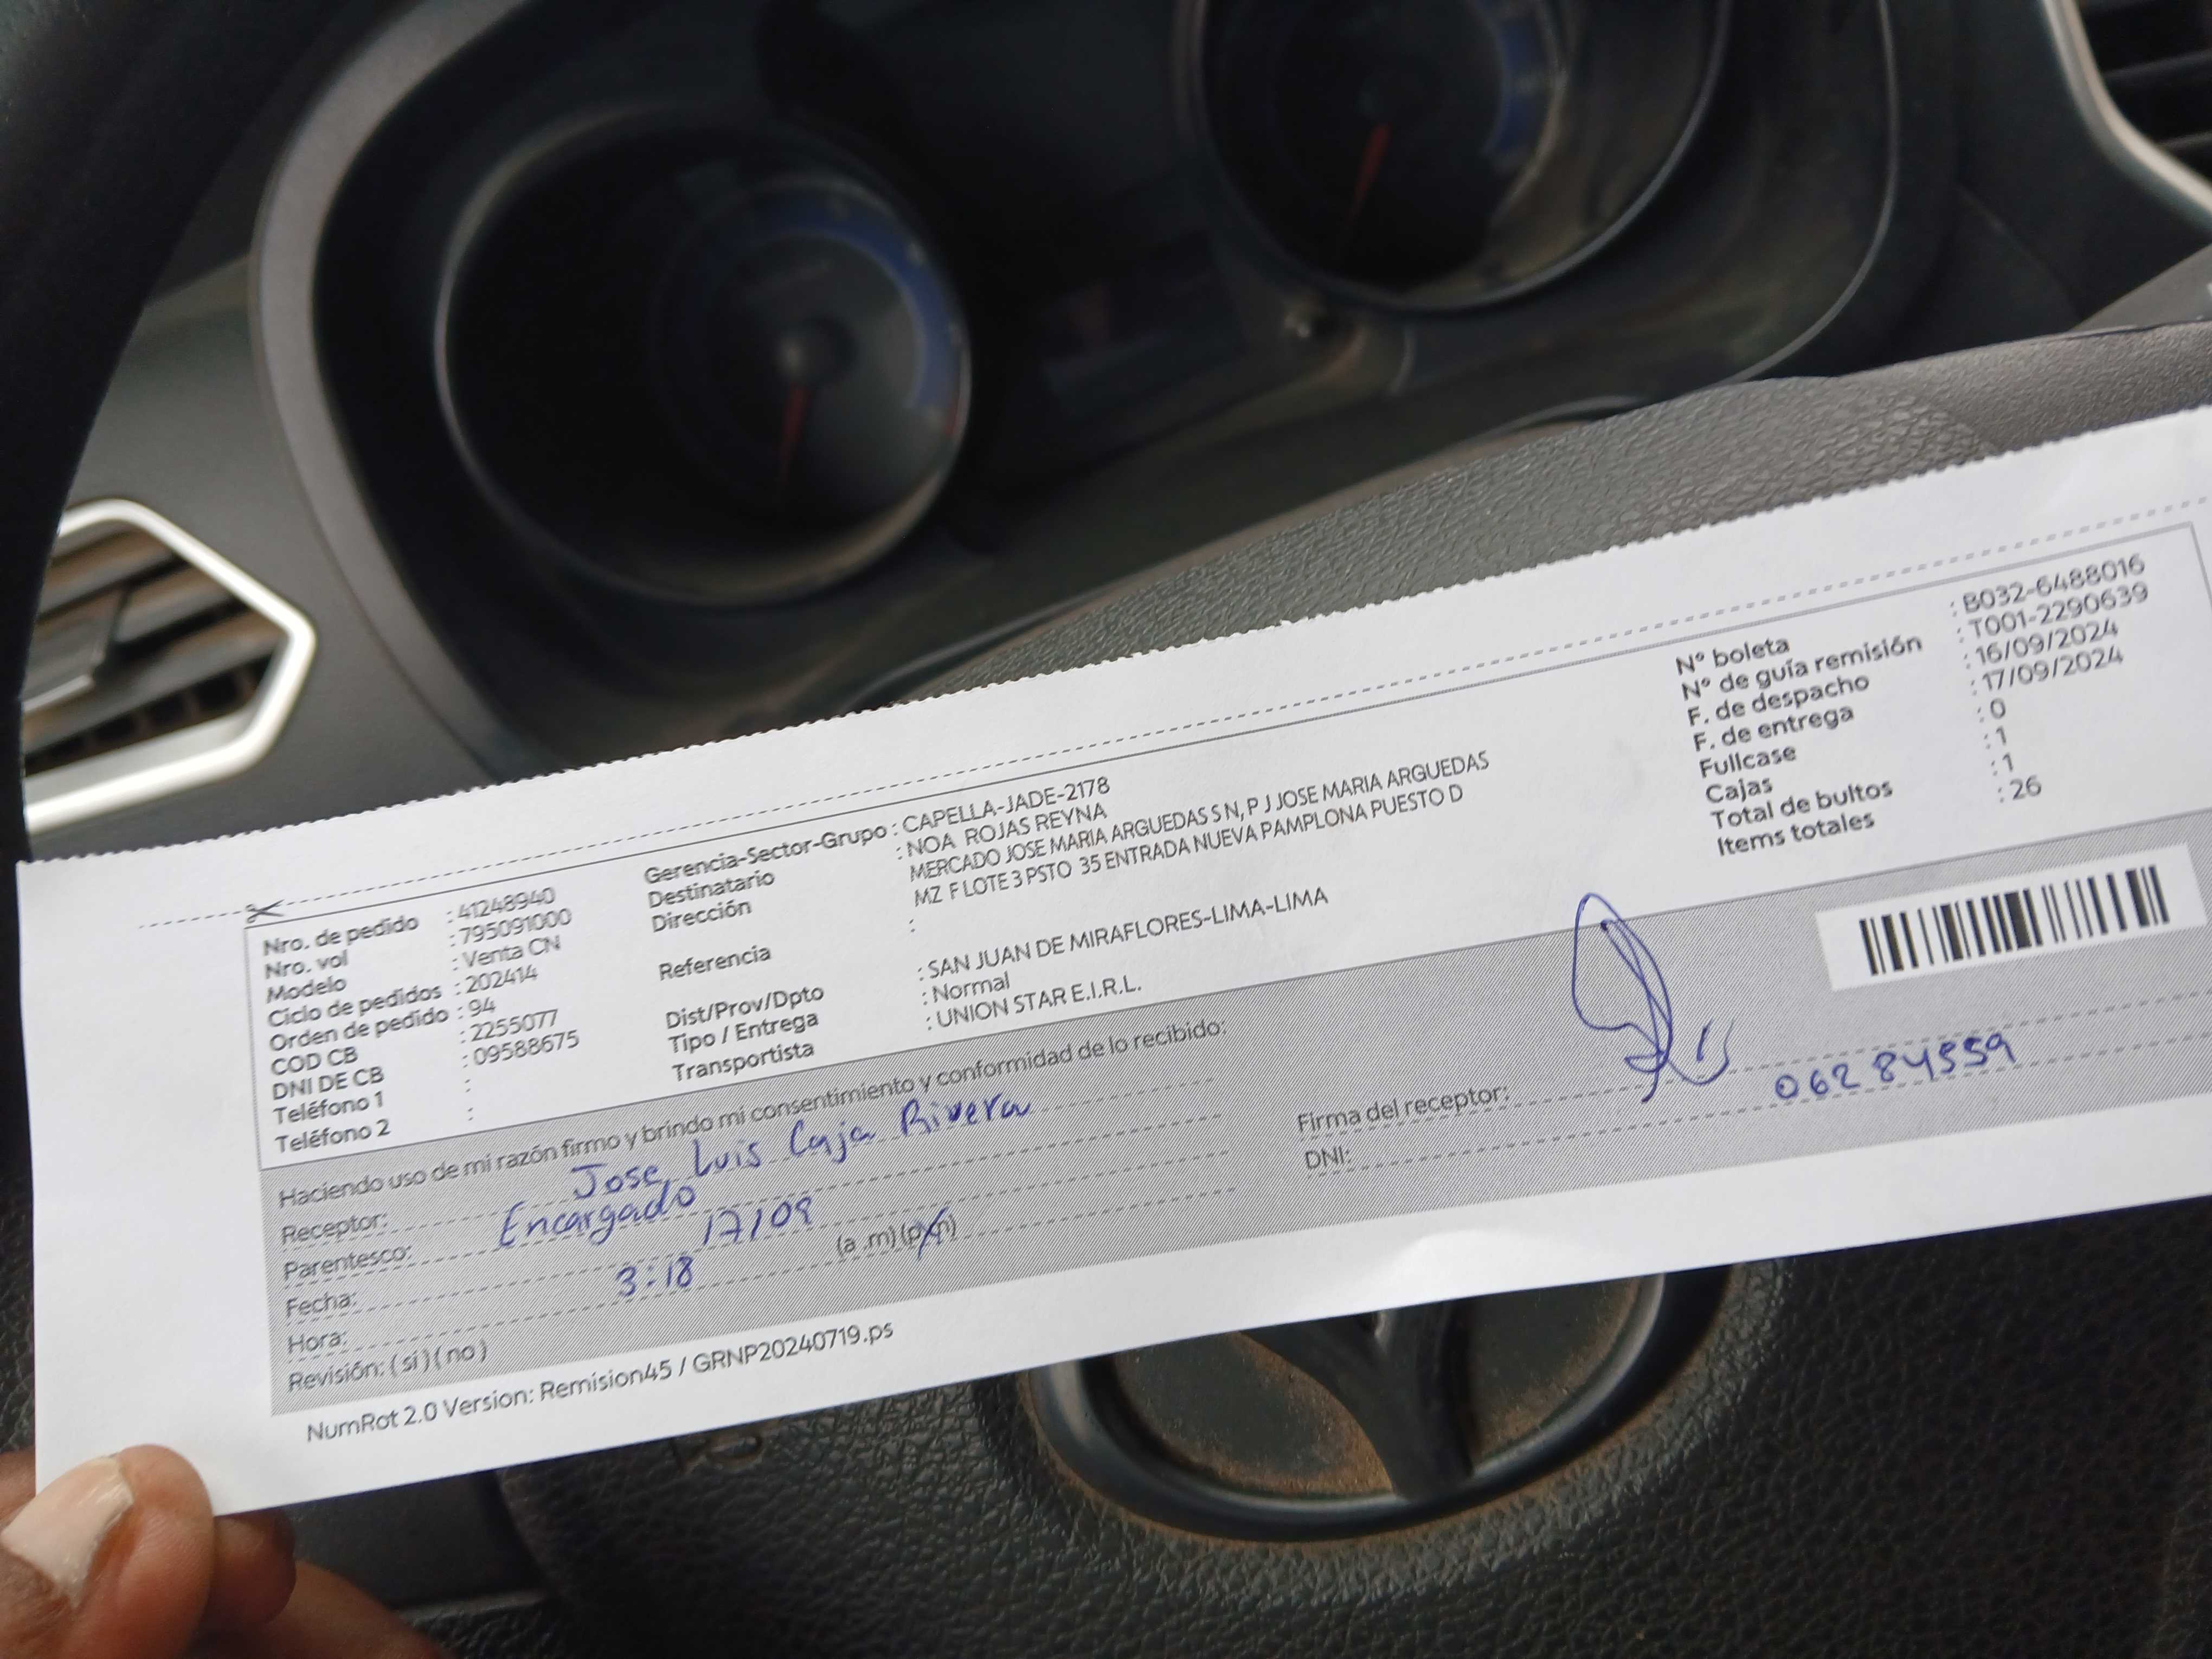 Nro. de pedido : 41248940
Nro. vol : 795091000
Modelo : Venta CN
Ciclo de pedidos : 202414
Orden de pedido : 94
COD CB : 2255077
DNI DE CB : 09588675
Teléfono 1 :
Teléfono 2 :
Gerencia-Sector-Grupo : CAPELLA-JADE-2178
Destinatario : NOA ROJAS REYNA
Dirección MERCADO JOSE MARIA ARGUEDAS S N, P J JOSE MARIA ARGUEDAS
MZ F LOTE 3 PSTO 35 ENTRADA NUEVA PAMPLONA PUESTO D
Referencia :
Dist/Prov/Dpto : SAN JUAN DE MIRAFLORES-LIMA-LIMA
Tipo / Entrega : Normal
Transportista : UNION STAR E.I.R.L.
N° boleta : B032-6488016
N° de guía remisión : T001-2290639
F. de despacho : 16/09/2024
F. de entrega : 17/09/2024
Fullcase : 0
Cajas : 1
Total de bultos : 1
Items totales : 26
Haciendo uso de mi razón firmo y brindo mi consentimiento y conformidad de lo recibido:
Receptor: Jose Luis Caja Rivera
Parentesco: Encargado
Fecha: 17/09
Hora: 3:18 (a .m) (p.m)
Revisión: ( si ) ( no )
Firma del receptor:
DNI: 06284559
NumRot 2.0 Version: Remision45 / GRNP20240719.ps